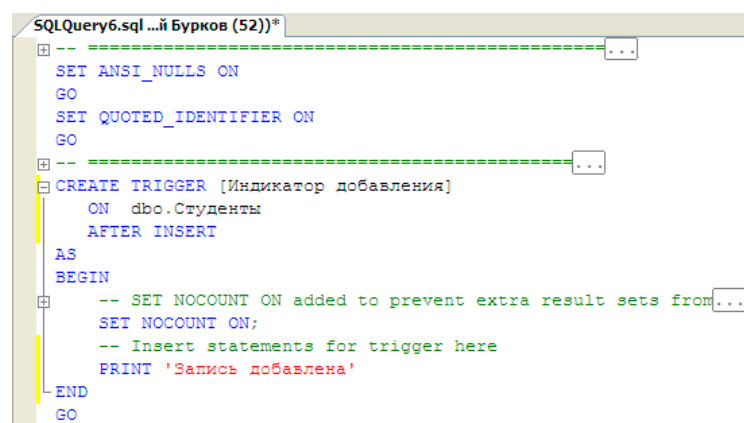 SQLQuery6.sql ...й Бурков (52))*
-- ================================================...
SET ANSI_NULLS ON
GO
SET QUOTED_IDENTIFIER ON
GO
-- =============================================...
CREATE TRIGGER [Индикатор добавления]
ON dbo.Студенты
AFTER INSERT
AS
BEGIN
-- SET NOCOUNT ON added to prevent extra result sets from...
SET NOCOUNT ON;
-- Insert statements for trigger here
PRINT 'Запись добавлена'
END
GO